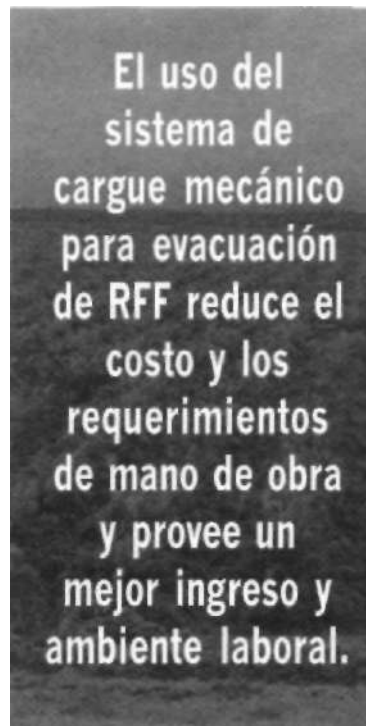 El uso del
sistema de
cargue mecánico
para evacuación
de RFF reduce el
costo y los
requerimientos
de mano de obra
y provee un
mejor ingreso y
ambiente laboral.